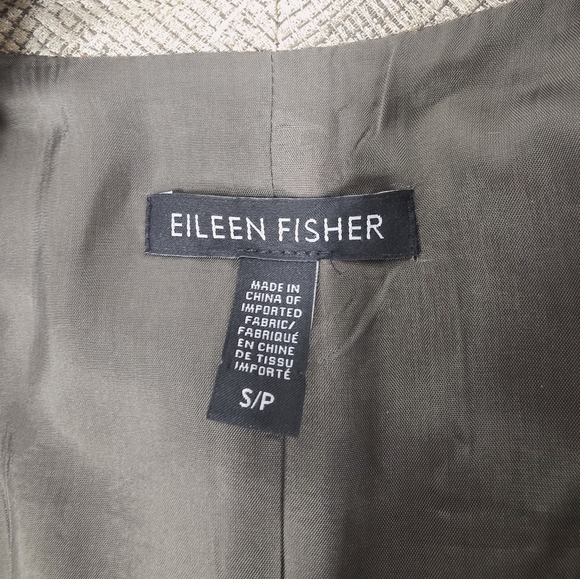 EILEEN FISHER
MADE IN
CHINA OF
IMPORTED
FABRIC/
FABRIQUÉ
EN CHINE
DE TISSU
IMPORTÉ
S/P